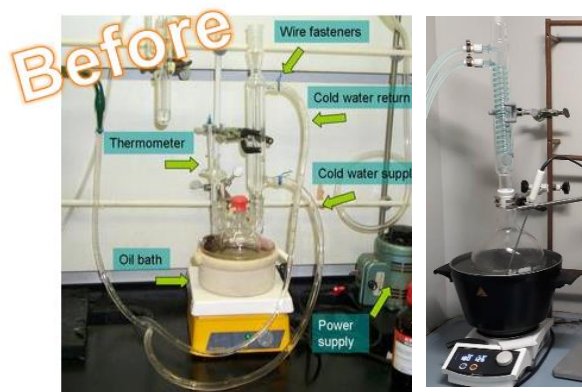 Before
Wire fasteners
Cold water return
Thermometer
Cold water suppl
Oil bath
Power
supply